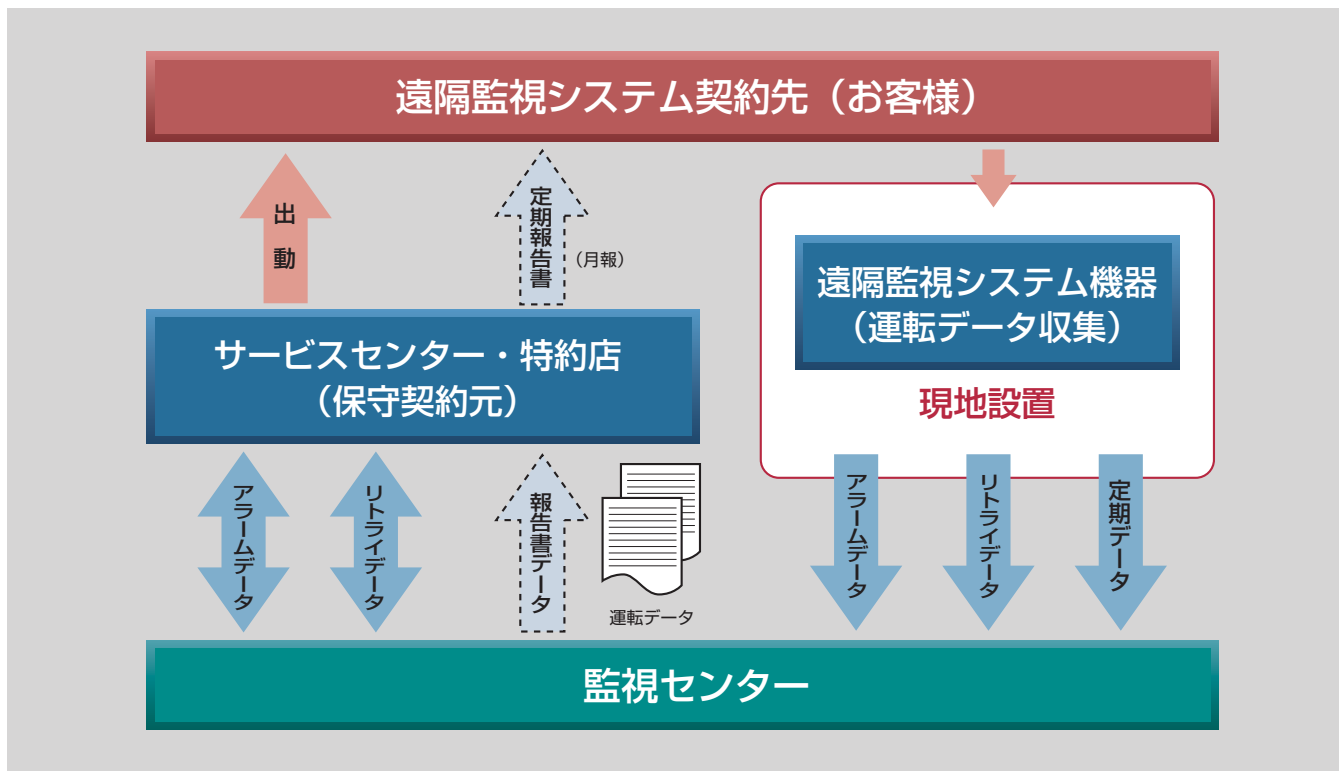 遠隔監視システム契約先（お客様）
出動
定期報告書
（月報）
遠隔監視システム機器
（運転データ収集）
現地設置
サービスセンター・特約店
（保守契約元）
アラームデータ
リトライデータ
報告書データ
運転データ
アラームデータ
リトライデータ
定期データ
監視センター